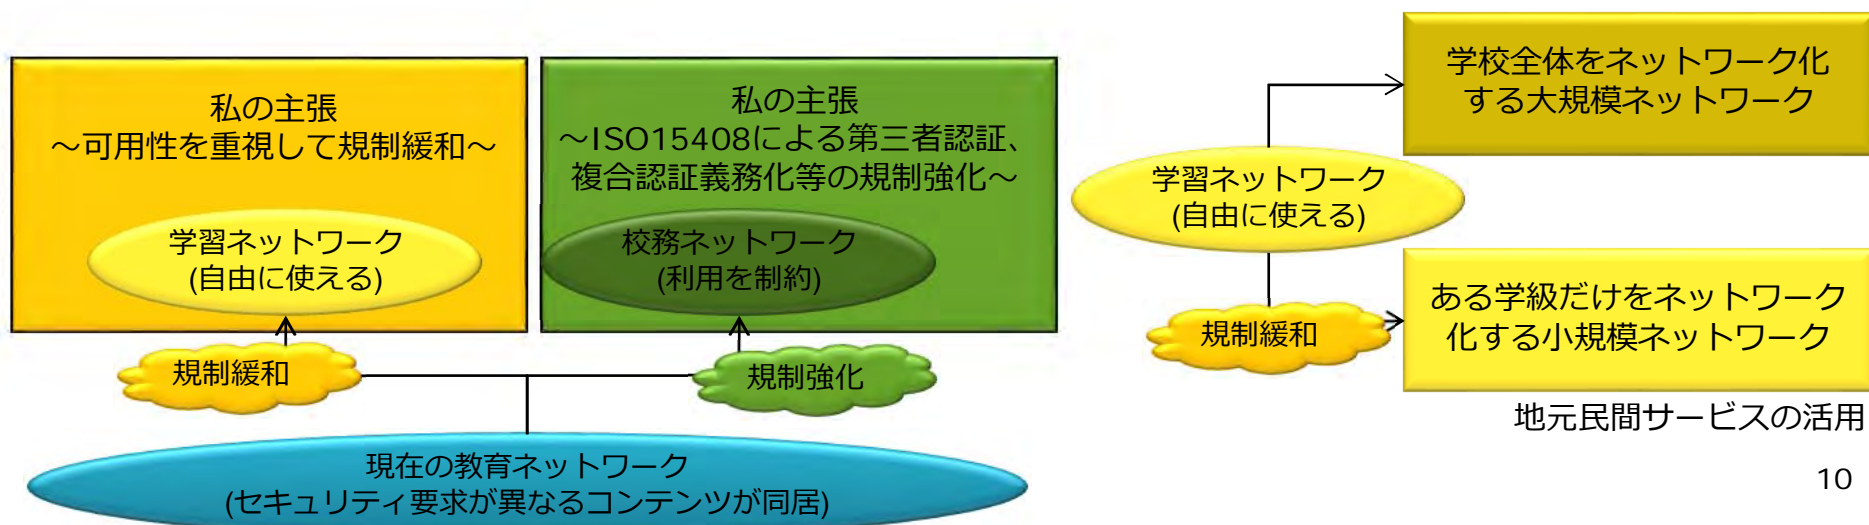 私の主張
～可用性を重視して規制緩和～
学習ネットワーク
(自由に使える)
規制緩和
私の主張
～ISO15408による第三者認証、
複合認証義務化等の規制強化～
校務ネットワーク
(利用を制約)
規制強化
現在の教育ネットワーク
(セキュリティ要求が異なるコンテンツが同居)
学校全体をネットワーク化
する大規模ネットワーク
学習ネットワーク
(自由に使える)
規制緩和
ある学級だけをネットワーク
化する小規模ネットワーク
地元民間サービスの活用
10